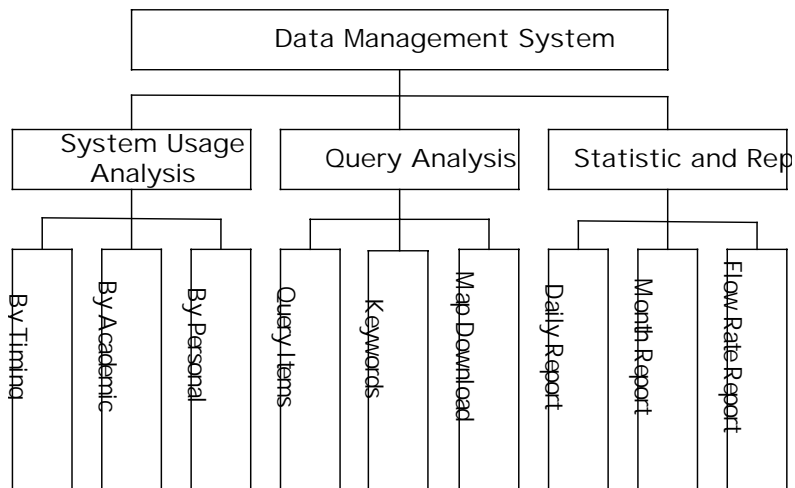 Data Management System
System Usage
Analysis
Query Analysis
Statistic and Rep
By Timing
By Academic
By Personal
Query Items
Keywords
Map Download
Daily Report
Month Report
Flow Rate Report